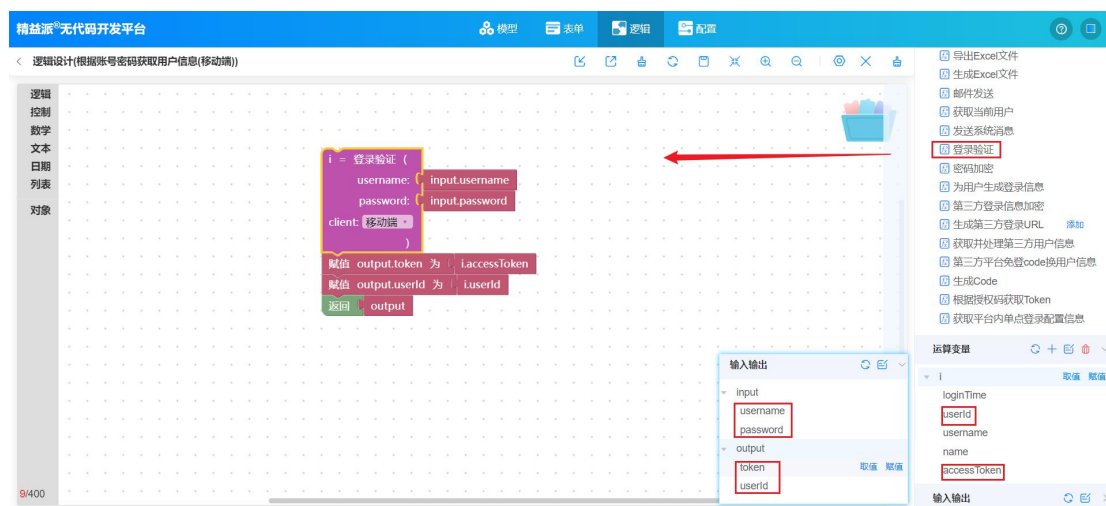 精益派®无代码开发平台 模型 表单 逻辑 配置
逻辑设计(根据账号密码获取用户信息(移动端))
逻辑
控制
数学
文本
日期
列表
对象
i = 登录验证 (
username: input.username
password: input.password
client: 移动端
)
赋值 output.token 为 i.accessToken
赋值 output.userId 为 i.userId
返回 output
9/400
输入输出
input
username
password
output
token 取值 赋值
userId
导出Excel文件
生成Excel文件
邮件发送
获取当前用户
发送系统消息
登录验证
密码加密
为用户生成登录信息
第三方登录信息加密
生成第三方登录URL 添加
获取并处理第三方用户信息
第三方平台免登code换用户信息
生成Code
根据授权码获取Token
获取平台内单点登录配置信息
运算变量
i 取值 赋值
loginTime
userId
username
name
accessToken
输入输出